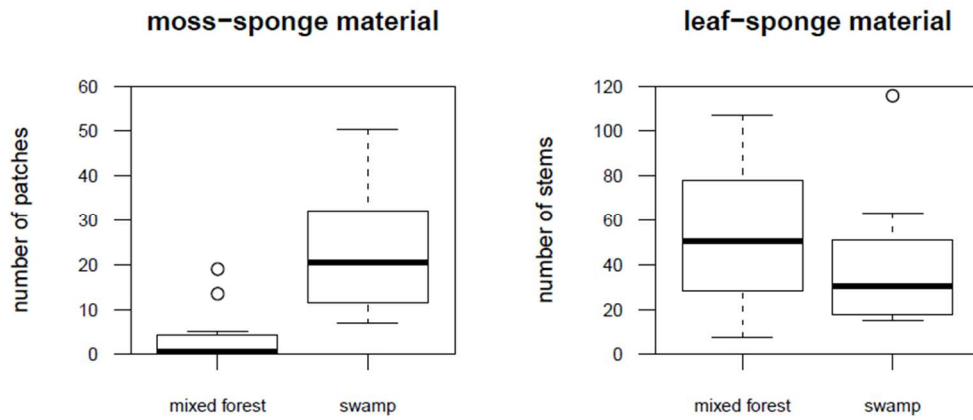 moss-sponge material
number of patches
60
50
40
30
20
10
0
mixed forest
swamp
leaf-sponge material
number of stems
120
100
80
60
40
20
0
mixed forest
swamp